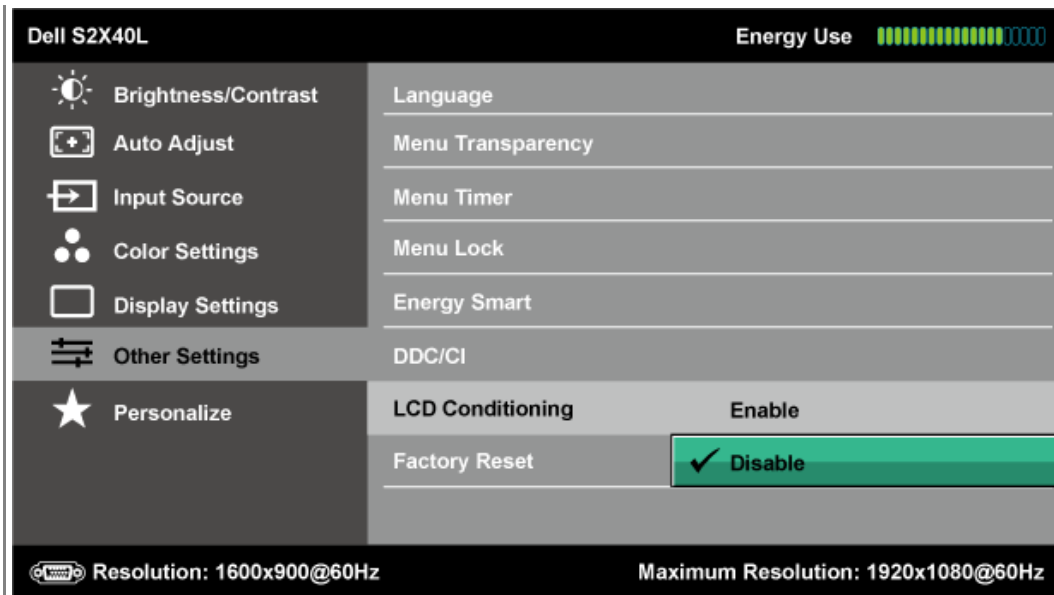 Dell S2X40L
Energy Use
Brightness/Contrast
Auto Adjust
Input Source
Color Settings
Display Settings
Other Settings
Personalize
Language
Menu Transparency
Menu Timer
Menu Lock
Energy Smart
DDC/CI
LCD Conditioning
Enable
Factory Reset
Disable
Resolution: 1600x900@60Hz
Maximum Resolution: 1920x1080@60Hz